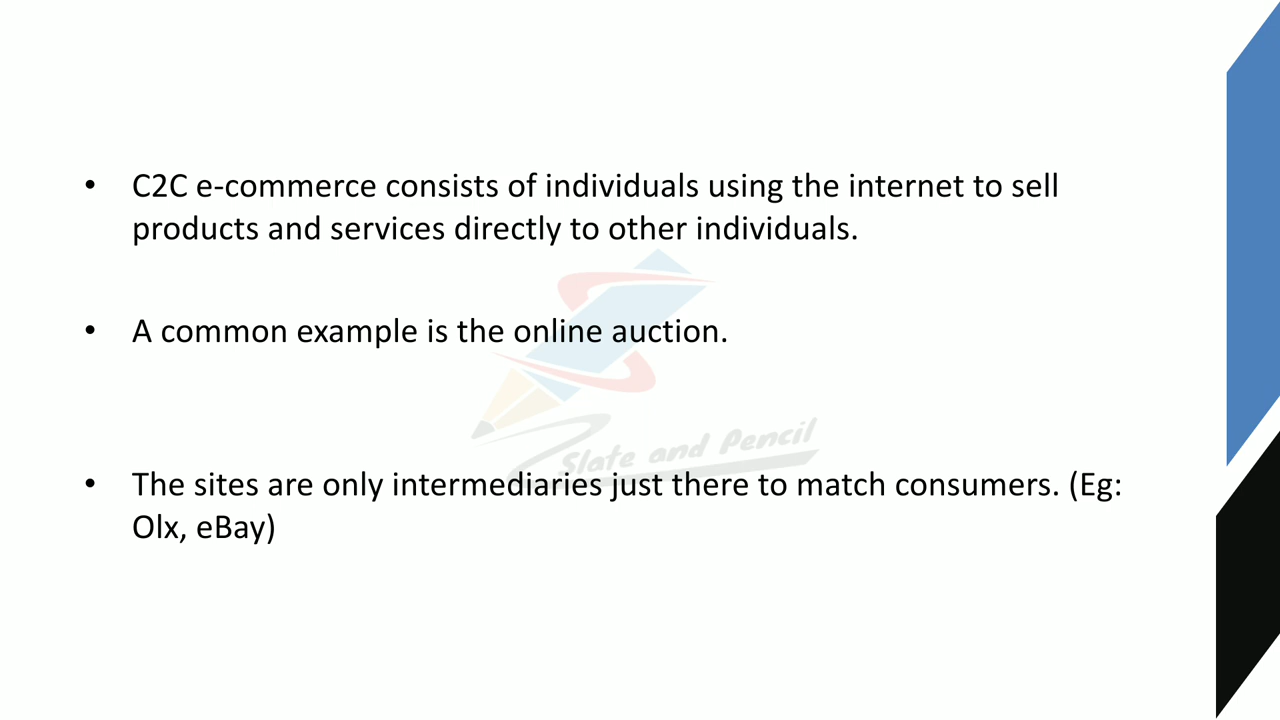 • C2C e-commerce consists of individuals using the internet to sell
products and services directly to other individuals.
• A common example is the online auction.
Slate and Pencil
• The sites are only intermediaries just there to match consumers. (Eg:
Olx, eBay)